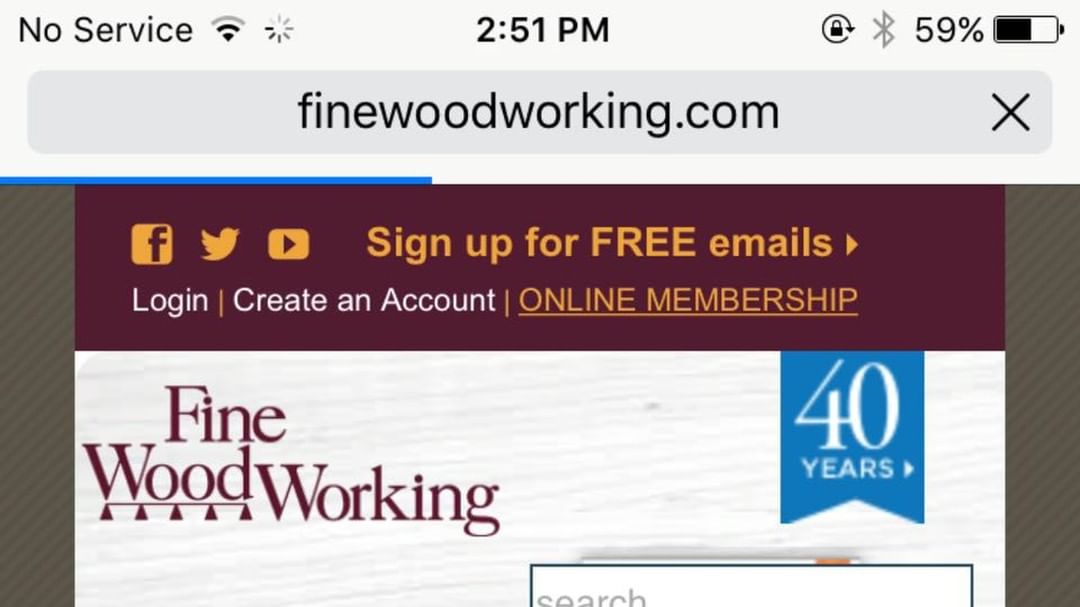 No Service 2:51 PM 59%
finewoodworking.com
Sign up for FREE emails
Login | Create an Account | ONLINE MEMBERSHIP
Fine
WoodWorking
40
YEARS
search